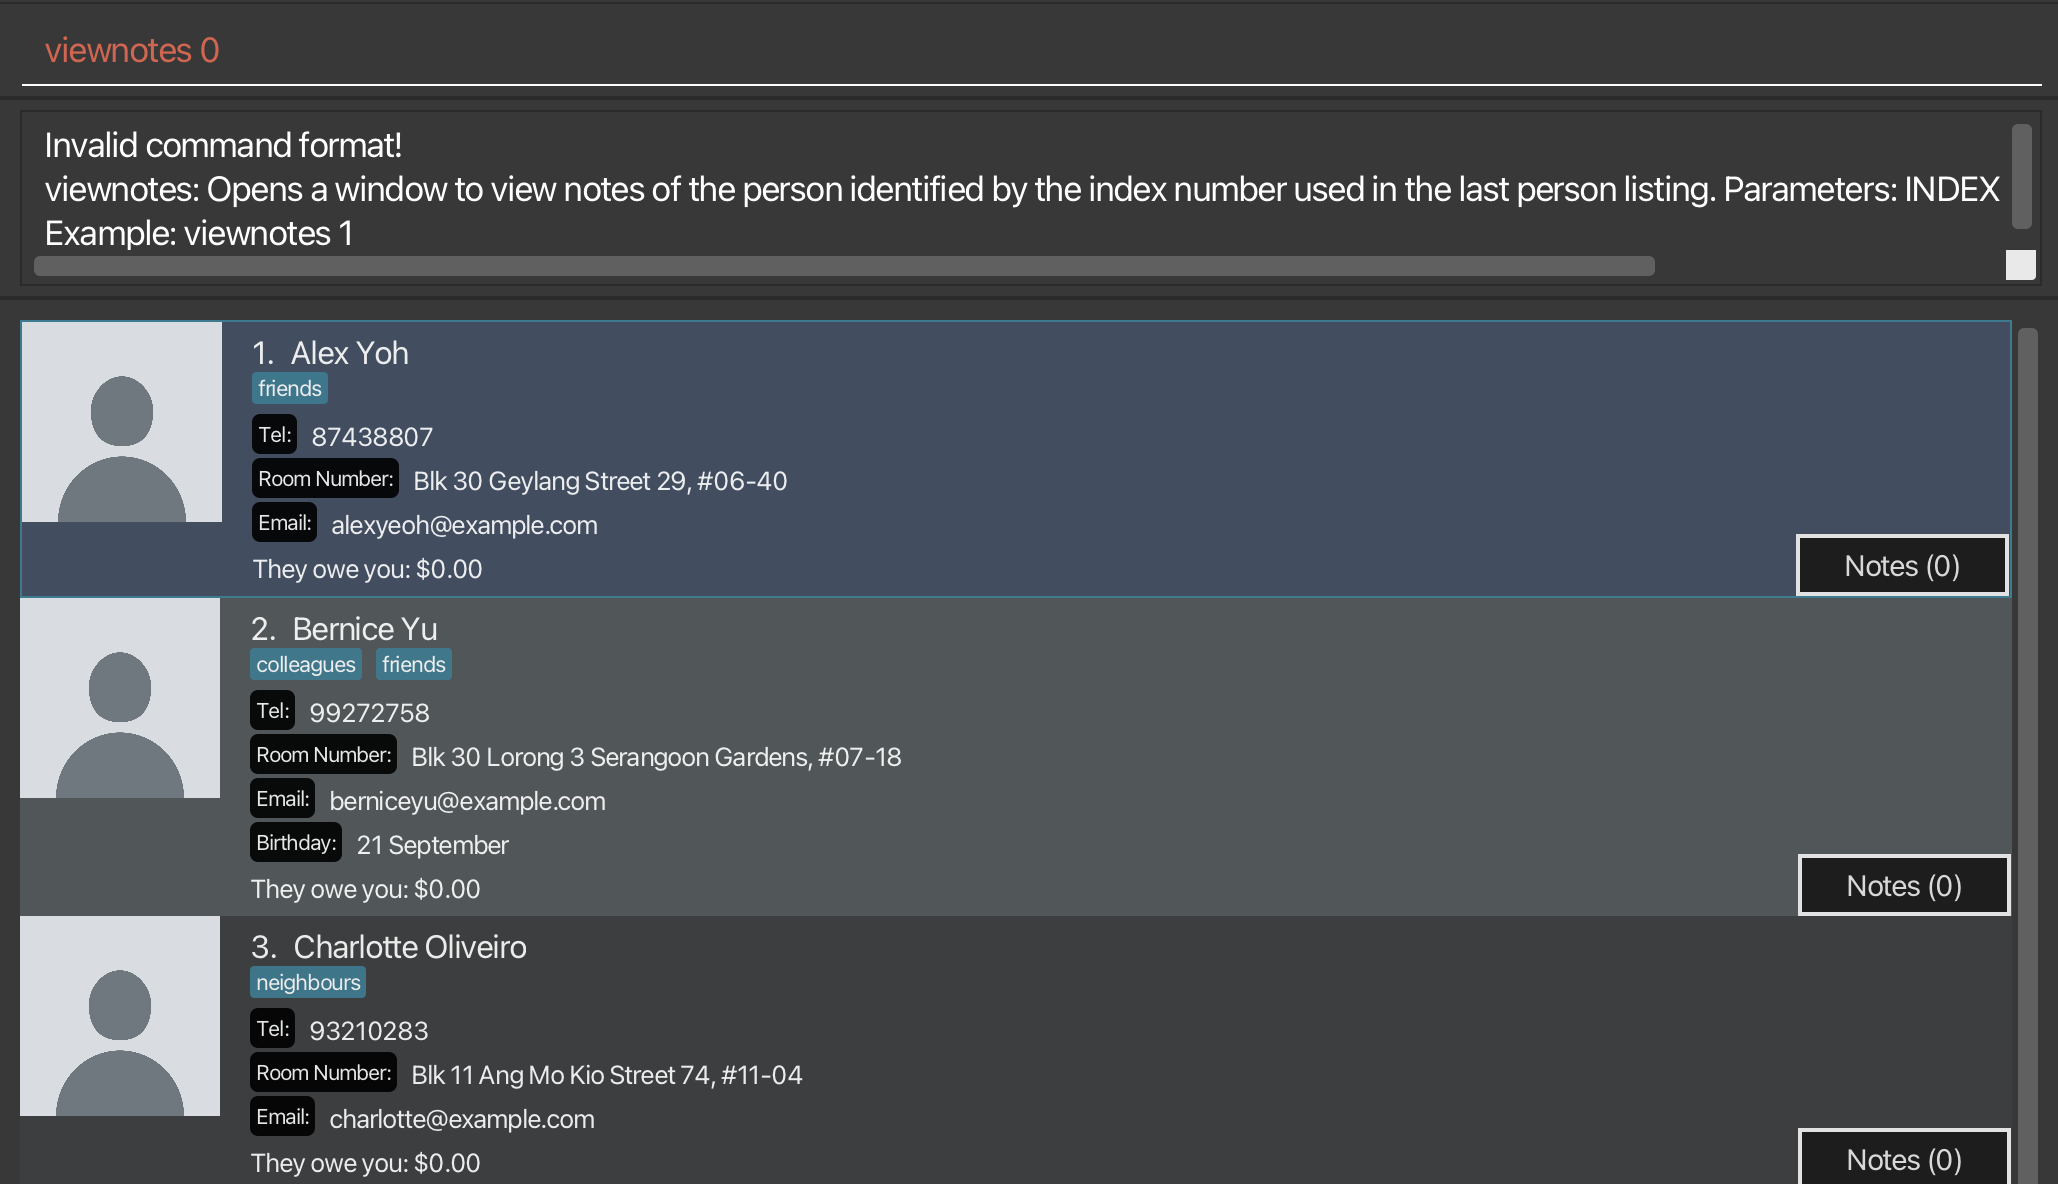 viewnotes 0
Invalid command format!
viewnotes: Opens a window to view notes of the person identified by the index number used in the last person listing. Parameters: INDEX
Example: viewnotes 1
1. Alex Yoh
friends
Tel: 87438807
Room Number: Blk 30 Geylang Street 29, #06-40
Email: alexyeoh@example.com
They owe you: $0.00
Notes (0)
2. Bernice Yu
colleagues friends
Tel: 99272758
Room Number: Blk 30 Lorong 3 Serangoon Gardens, #07-18
Email: berniceyu@example.com
Birthday: 21 September
They owe you: $0.00
Notes (0)
3. Charlotte Oliveiro
neighbours
Tel: 93210283
Room Number: Blk 11 Ang Mo Kio Street 74, #11-04
Email: charlotte@example.com
They owe you: $0.00
Notes (0)